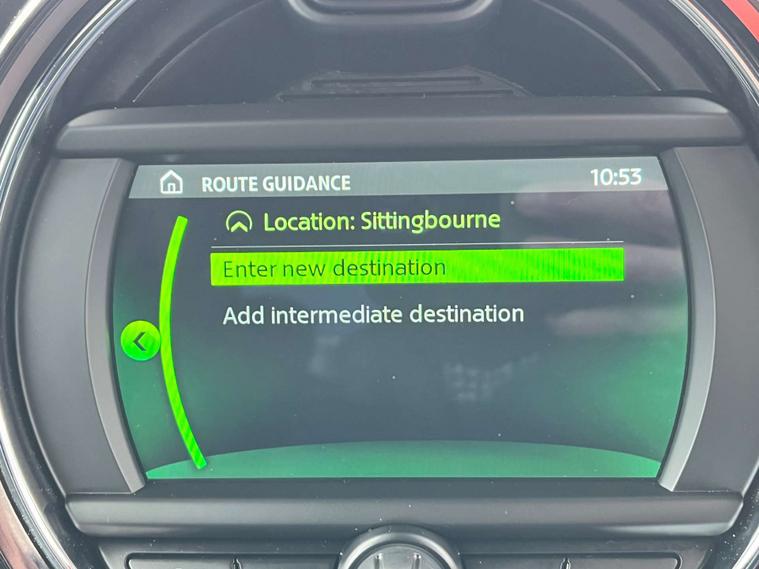 ROUTE GUIDANCE 10:53
Location: Sittingbourne
Enter new destination
Add intermediate destination